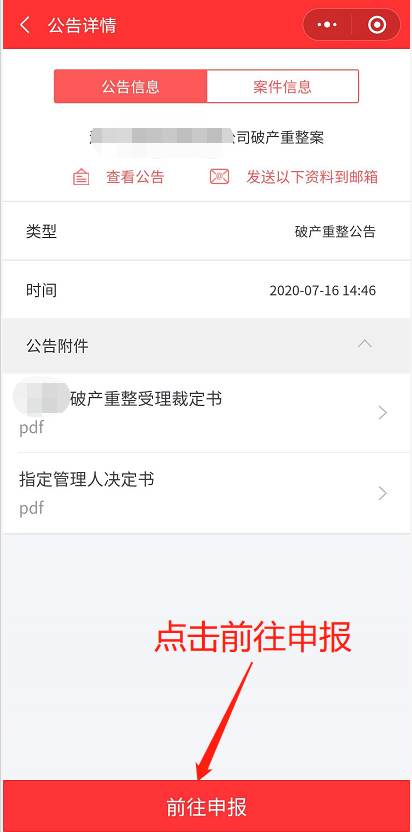 公告详情
公告信息
案件信息
公司破产重整案
查看公告
发送以下资料到邮箱
类型
破产重整公告
时间
2020-07-16 14:46
公告附件
破产重整受理裁定书
pdf
指定管理人决定书
pdf
点击前往申报
前往申报